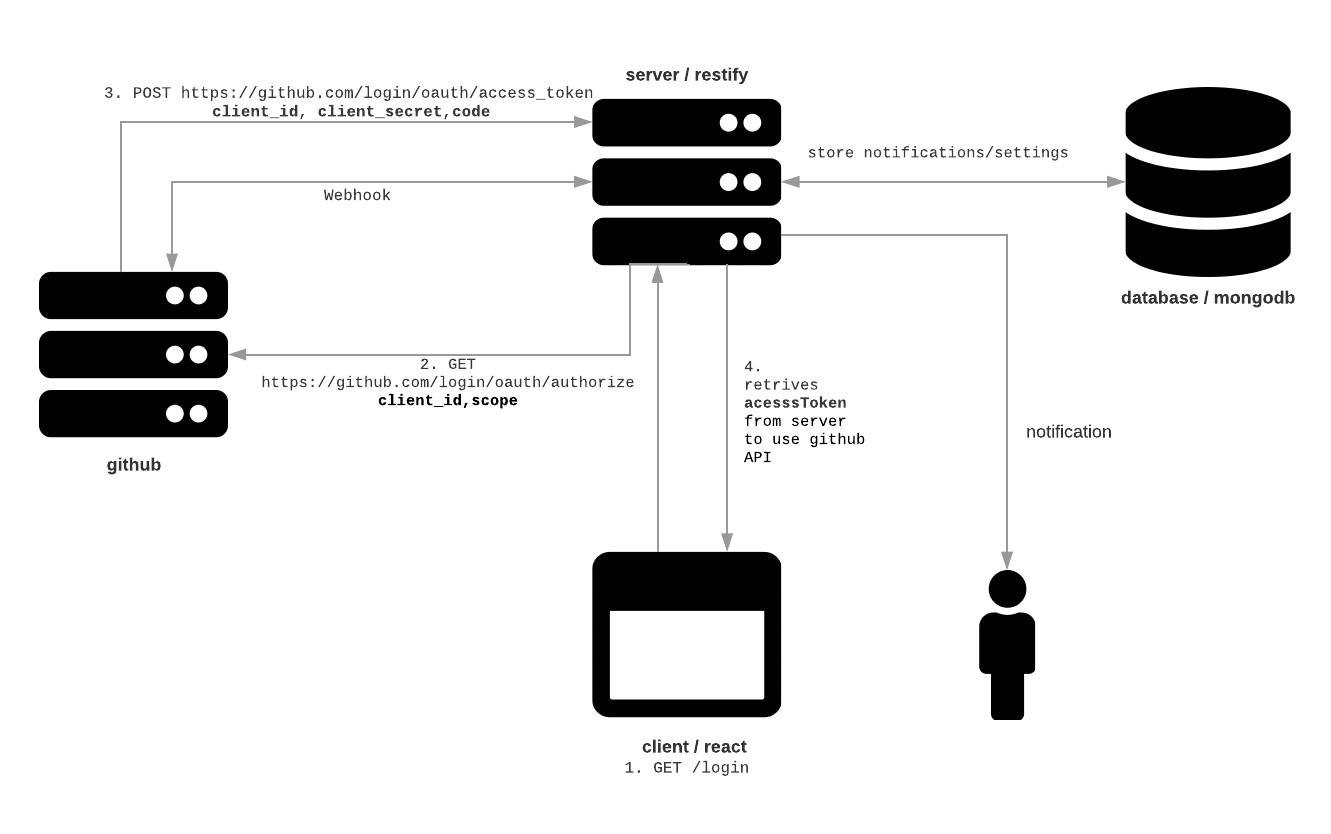 server / restify
3. POST https://github.com/login/oauth/access_token
client_id, client_secret,code
store notifications/settings
Webhook
database / mongodb
2. GET
https://github.com/login/oauth/authorize
client_id,scope
4.
retrives
acesssToken
from server
to use github
API
notification
github
client / react
1. GET /login